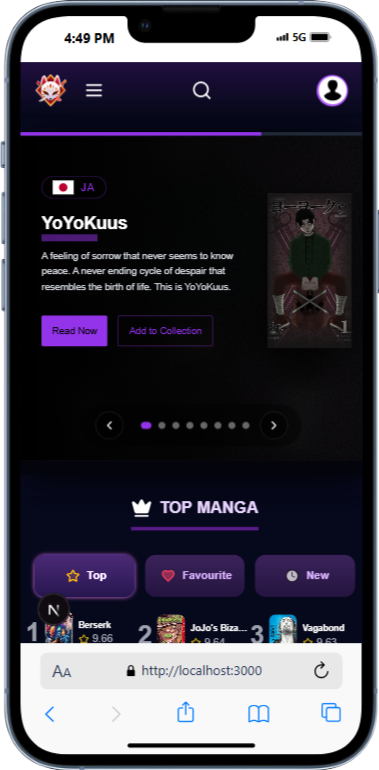 4:49 PM
5G
JA
YoYoKuus
A feeling of sorrow that never seems to know
peace. A never ending cycle of despair that
resembles the birth of life. This is YoYoKuus.
Read Now
Add to Collection
1
TOP MANGA
Top
Favourite
New
N
1
Berserk
9.66
2
JoJo's Biza...
9.64
3
Vagabond
9.63
AA
http://localhost:3000